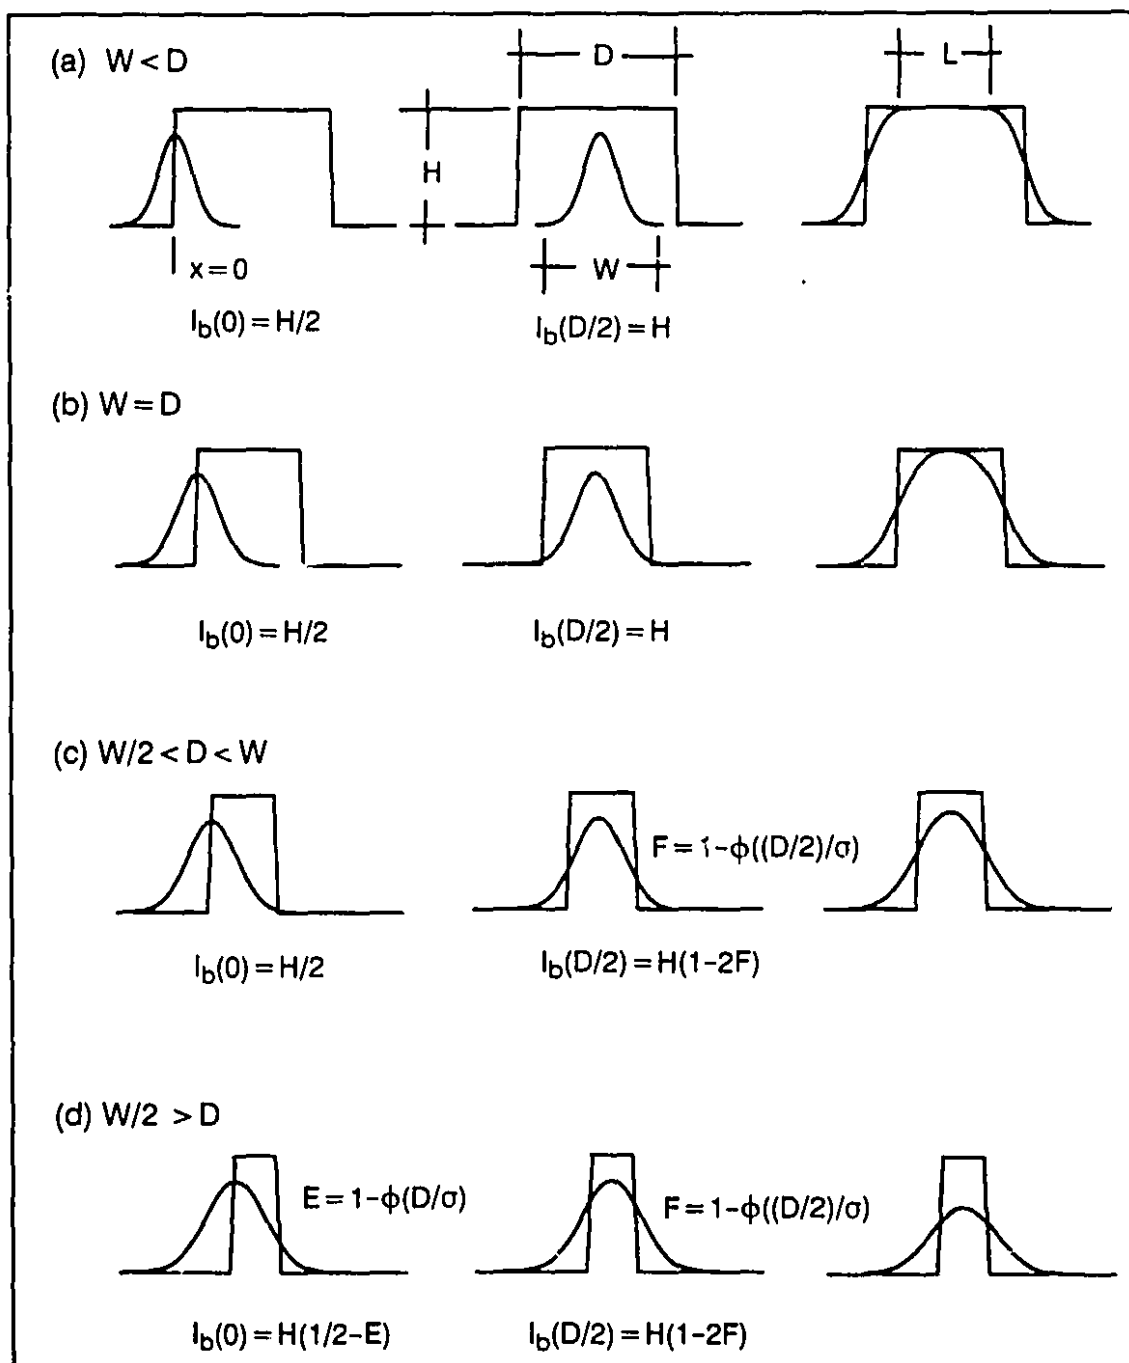 (a) W < D
D
L
H
x = 0
W
I_b(0) = H/2
I_b(D/2) = H
(b) W = D
I_b(0) = H/2
I_b(D/2) = H
(c) W/2 < D < W
F = 1-ϕ((D/2)/σ)
I_b(0) = H/2
I_b(D/2) = H(1-2F)
(d) W/2 > D
E = 1-ϕ(D/σ)
F = 1-ϕ((D/2)/σ)
I_b(0) = H(1/2-E)
I_b(D/2) = H(1-2F)